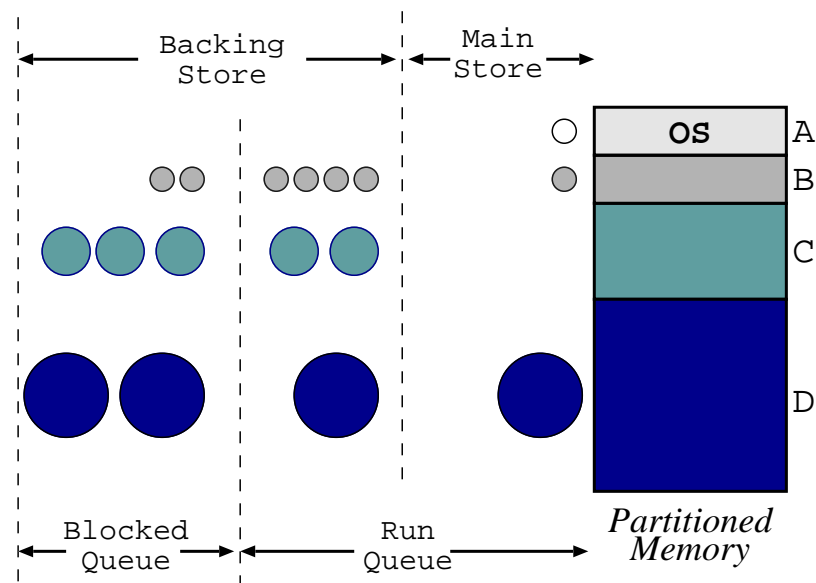 Backing
Store
Main
Store
OS
A
B
C
D
Blocked
Queue
Run
Queue
Partitioned
Memory